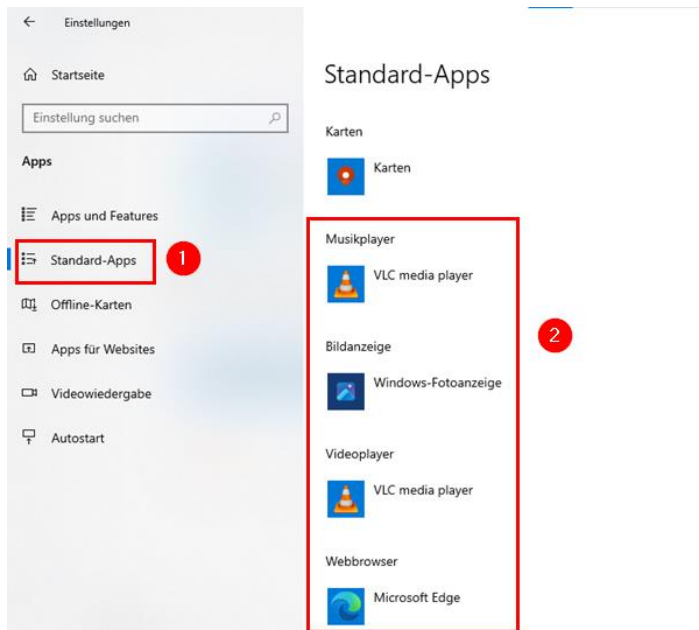 Einstellungen
Startseite
Einstellung suchen
Apps
Apps und Features
Standard-Apps
1
Offline-Karten
Apps für Websites
Videowiedergabe
Autostart
Standard-Apps
Karten
Karten
Musikplayer
VLC media player
2
Bildanzeige
Windows-Fotoanzeige
Videoplayer
VLC media player
Webbrowser
Microsoft Edge